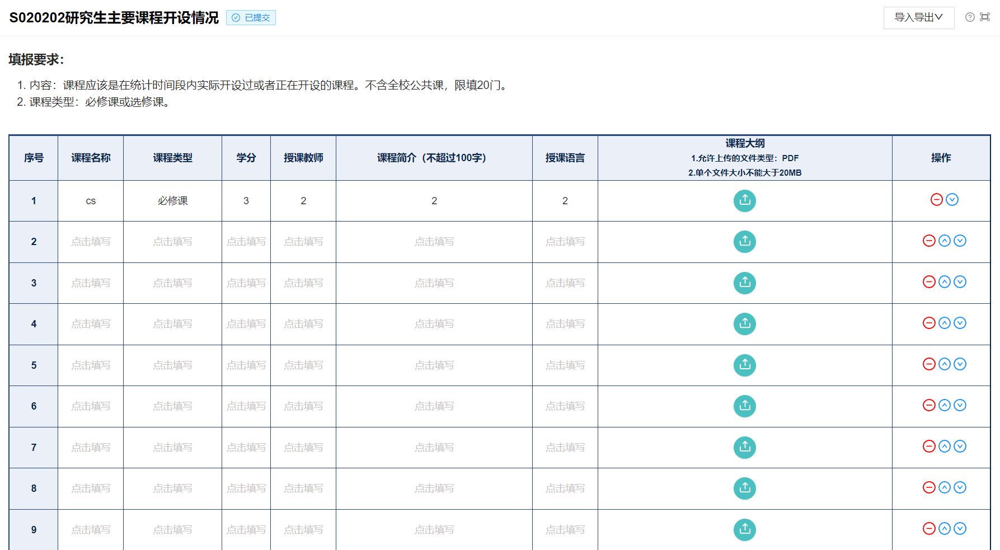 S020202研究生主要课程开设情况 已提交 导入导出
填报要求：
1. 内容：课程应该是在统计时间段内实际开设过或者正在开设的课程。不含全校公共课，限填20门。
2. 课程类型：必修课或选修课。
序号 课程名称 课程类型 学分 授课教师 课程简介（不超过100字） 授课语言 课程大纲 操作
1.允许上传的文件类型：PDF
2.单个文件大小不能大于20MB
1 cs 必修课 3 2 2 2
2 点击填写 点击填写 点击填写 点击填写 点击填写 点击填写
3 点击填写 点击填写 点击填写 点击填写 点击填写 点击填写
4 点击填写 点击填写 点击填写 点击填写 点击填写 点击填写
5 点击填写 点击填写 点击填写 点击填写 点击填写 点击填写
6 点击填写 点击填写 点击填写 点击填写 点击填写 点击填写
7 点击填写 点击填写 点击填写 点击填写 点击填写 点击填写
8 点击填写 点击填写 点击填写 点击填写 点击填写 点击填写
9 点击填写 点击填写 点击填写 点击填写 点击填写 点击填写